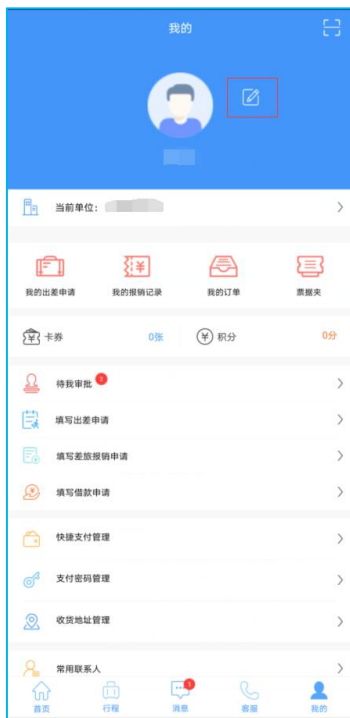 我的
当前单位：
我的出差申请 我的报销记录 我的订单 票据夹
卡券 0张 积分 0分
待我审批
填写出差申请
填写差旅报销申请
填写借款申请
快捷支付管理
支付密码管理
收货地址管理
常用联系人
首页 行程 消息 客服 我的